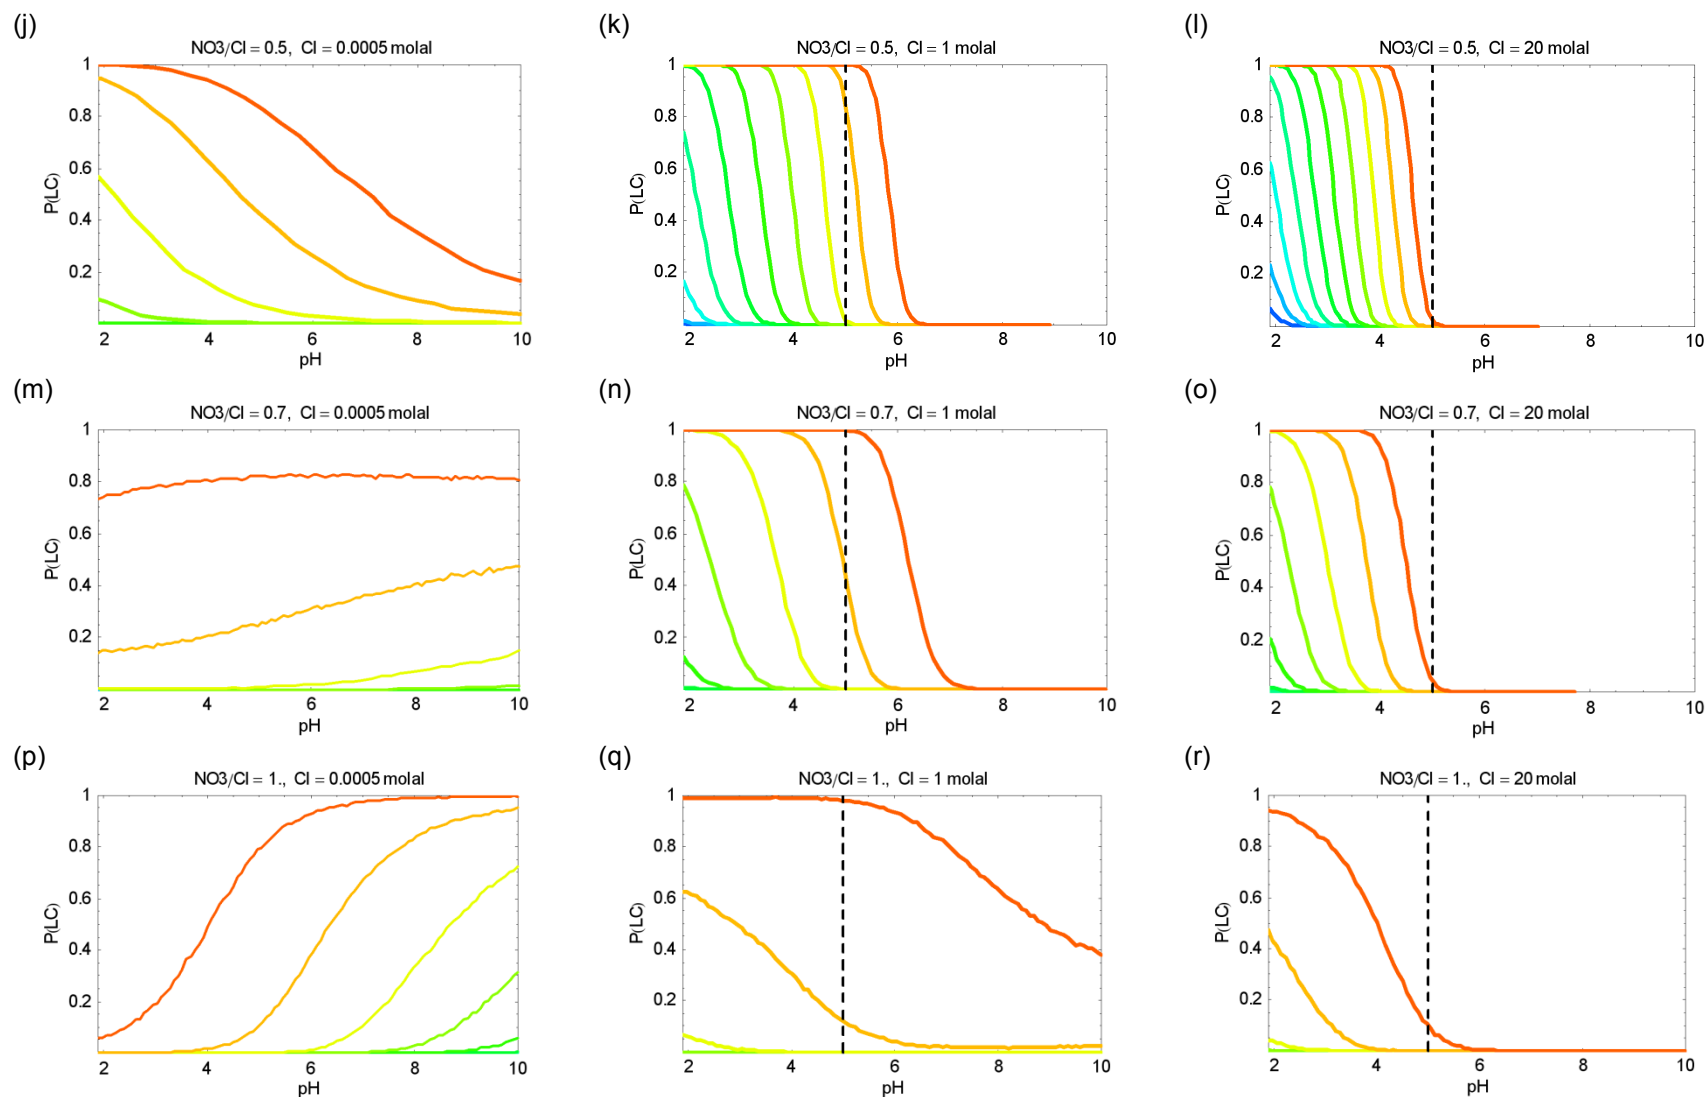 (j)
NO3/Cl = 0.5, Cl = 0.0005 molal
1
0.8
0.6
0.4
0.2
P(LC)
2 4 6 8 10
pH
(k)
NO3/Cl = 0.5, Cl = 1 molal
1
0.8
0.6
0.4
0.2
P(LC)
2 4 6 8 10
pH
(l)
NO3/Cl = 0.5, Cl = 20 molal
1
0.8
0.6
0.4
0.2
P(LC)
2 4 6 8 10
pH
(m)
NO3/Cl = 0.7, Cl = 0.0005 molal
1
0.8
0.6
0.4
0.2
P(LC)
2 4 6 8 10
pH
(n)
NO3/Cl = 0.7, Cl = 1 molal
1
0.8
0.6
0.4
0.2
P(LC)
2 4 6 8 10
pH
(o)
NO3/Cl = 0.7, Cl = 20 molal
1
0.8
0.6
0.4
0.2
P(LC)
2 4 6 8 10
pH
(p)
NO3/Cl = 1., Cl = 0.0005 molal
1
0.8
0.6
0.4
0.2
P(LC)
2 4 6 8 10
pH
(q)
NO3/Cl = 1., Cl = 1 molal
1
0.8
0.6
0.4
0.2
P(LC)
2 4 6 8 10
pH
(r)
NO3/Cl = 1., Cl = 20 molal
1
0.8
0.6
0.4
0.2
P(LC)
2 4 6 8 10
pH